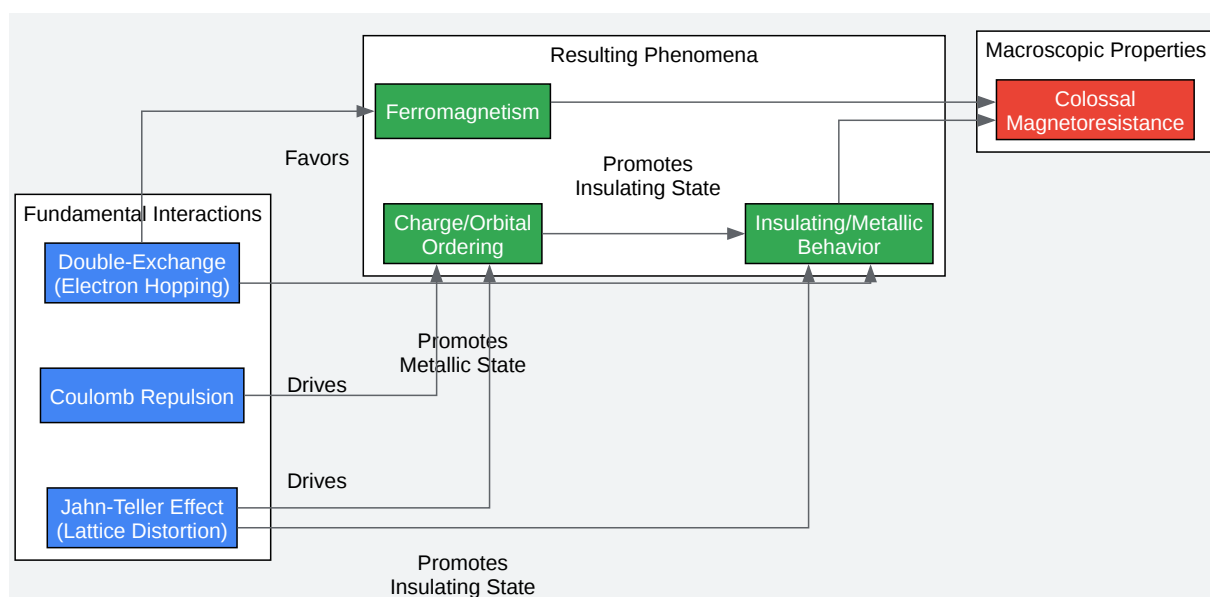 Resulting Phenomena
Macroscopic Properties
Ferromagnetism
Colossal
Magnetoresistance
Favors
Promotes
Insulating State
Fundamental Interactions
Charge/Orbital
Ordering
Insulating/Metallic
Behavior
Double-Exchange
(Electron Hopping)
Promotes
Metallic State
Coulomb Repulsion
Drives
Drives
Jahn-Teller Effect
(Lattice Distortion)
Promotes
Insulating State